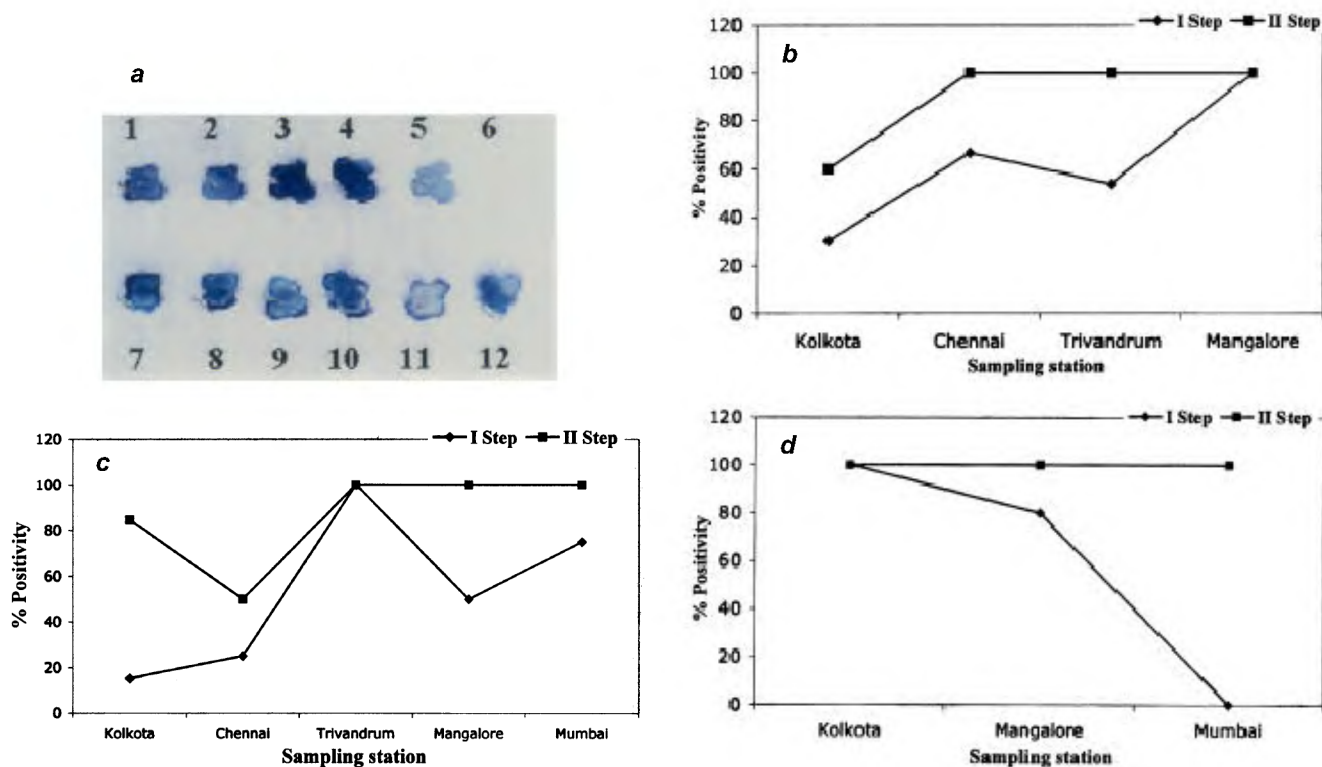 a
1 2 3 4 5 6
7 8 9 10 11 12
b
I Step II Step
120
100
80
60
40
20
0
% Positivity
Kolkota Chennai Trivandrum Mangalore
Sampling station
c
I Step II Step
120
100
80
60
40
20
0
% Positivity
Kolkota Chennai Trivandrum Mangalore Mumbai
Sampling station
d
I Step II Step
120
100
80
60
40
20
0
% Positivity
Kolkota Mangalore Mumbai
Sampling station